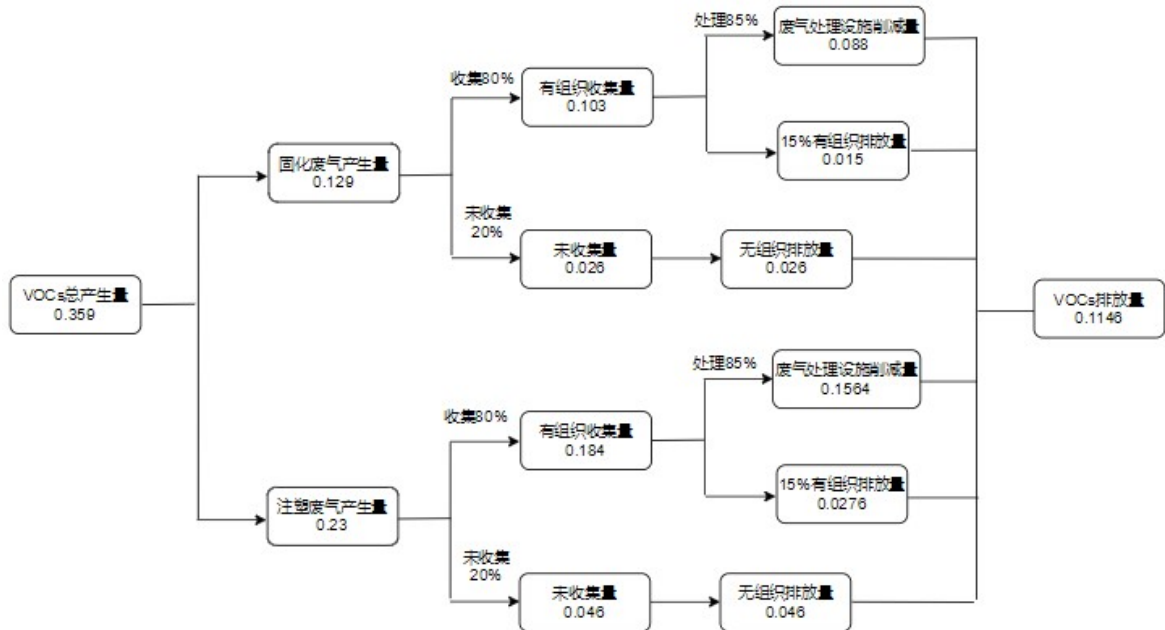 VOCs总产生量
0.359
固化废气产生量
0.129
收集80%
有组织收集量
0.103
处理85%
废气处理设施削减量
0.088
15%有组织排放量
0.015
未收集
20%
未收集量
0.026
无组织排放量
0.026
注塑废气产生量
0.23
收集80%
有组织收集量
0.184
处理85%
废气处理设施削减量
0.1564
15%有组织排放量
0.0276
未收集
20%
未收集量
0.046
无组织排放量
0.046
VOCs排放量
0.1146